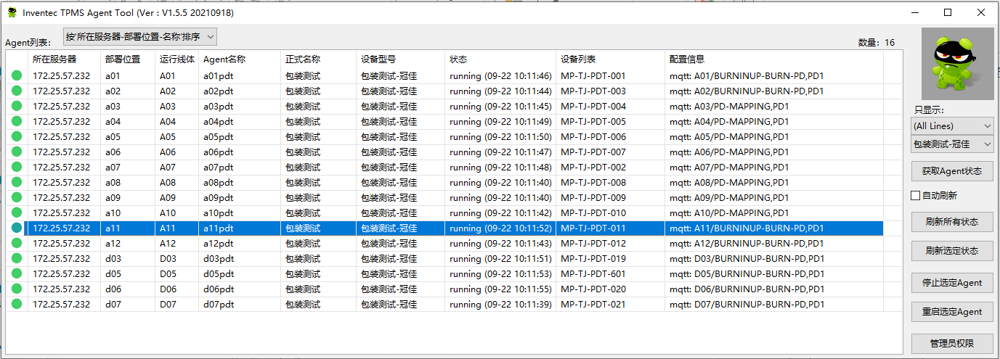 Inventec TPMS Agent Tool (Ver : V1.5.5 20210918)
Agent列表： 按'所在服务器-部署位置-名称'排序 数量： 16
所在服务器 部署位置 运行线体 Agent名称 正式名称 设备型号 状态 设备列表 配置信息
172.25.57.232 a01 A01 a01pdt 包装测试 包装测试-冠佳 running (09-22 10:11:46) MP-TJ-PDT-001 mqtt: A01/BURNINUP-BURN-PD,PD1
172.25.57.232 a02 A02 a02pdt 包装测试 包装测试-冠佳 running (09-22 10:11:44) MP-TJ-PDT-003 mqtt: A02/BURNINUP-BURN-PD,PD1
172.25.57.232 a03 A03 a03pdt 包装测试 包装测试-冠佳 running (09-22 10:11:45) MP-TJ-PDT-004 mqtt: A03/PD-MAPPING,PD1
172.25.57.232 a04 A04 a04pdt 包装测试 包装测试-冠佳 running (09-22 10:11:49) MP-TJ-PDT-005 mqtt: A04/PD-MAPPING,PD1
172.25.57.232 a05 A05 a05pdt 包装测试 包装测试-冠佳 running (09-22 10:11:50) MP-TJ-PDT-006 mqtt: A05/PD-MAPPING,PD1
172.25.57.232 a06 A06 a06pdt 包装测试 包装测试-冠佳 running (09-22 10:11:47) MP-TJ-PDT-007 mqtt: A06/PD-MAPPING,PD1
172.25.57.232 a07 A07 a07pdt 包装测试 包装测试-冠佳 running (09-22 10:11:48) MP-TJ-PDT-002 mqtt: A07/PD-MAPPING,PD1
172.25.57.232 a08 A08 a08pdt 包装测试 包装测试-冠佳 running (09-22 10:11:40) MP-TJ-PDT-008 mqtt: A08/PD-MAPPING,PD1
172.25.57.232 a09 A09 a09pdt 包装测试 包装测试-冠佳 running (09-22 10:11:40) MP-TJ-PDT-009 mqtt: A09/PD-MAPPING,PD1
172.25.57.232 a10 A10 a10pdt 包装测试 包装测试-冠佳 running (09-22 10:11:42) MP-TJ-PDT-010 mqtt: A10/PD-MAPPING,PD1
172.25.57.232 a11 A11 a11pdt 包装测试 包装测试-冠佳 running (09-22 10:11:52) MP-TJ-PDT-011 mqtt: A11/BURNINUP-BURN-PD,PD1
172.25.57.232 a12 A12 a12pdt 包装测试 包装测试-冠佳 running (09-22 10:11:43) MP-TJ-PDT-012 mqtt: A12/BURNINUP-BURN-PD,PD1
172.25.57.232 d03 D03 d03pdt 包装测试 包装测试-冠佳 running (09-22 10:11:51) MP-TJ-PDT-019 mqtt: D03/BURNINUP-BURN-PD,PD1
172.25.57.232 d05 D05 d05pdt 包装测试 包装测试-冠佳 running (09-22 10:11:53) MP-TJ-PDT-601 mqtt: D05/BURNINUP-BURN-PD,PD1
172.25.57.232 d06 D06 d06pdt 包装测试 包装测试-冠佳 running (09-22 10:11:55) MP-TJ-PDT-020 mqtt: D06/BURNINUP-BURN-PD,PD1
172.25.57.232 d07 D07 d07pdt 包装测试 包装测试-冠佳 running (09-22 10:11:39) MP-TJ-PDT-021 mqtt: D07/BURNINUP-BURN-PD,PD1
只显示：
(All Lines)
包装测试-冠佳
获取Agent状态
自动刷新
刷新所有状态
刷新选定状态
停止选定Agent
重启选定Agent
管理员权限